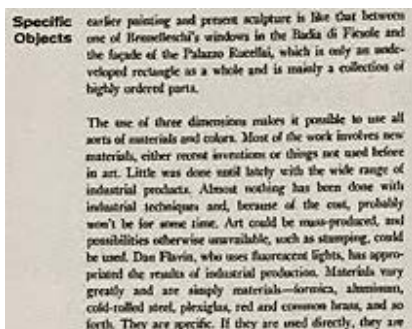 Specific
Objects
earlier painting and present sculpture is like that between
one of Brunelleschi's windows in the Badia di Fiesole and
the façade of the Palazzo Rucellai, which is only an unde-
veloped rectangle as a whole and is mainly a collection of
highly ordered parts.
The use of three dimensions makes it possible to use all
sorts of materials and colors. Most of the work involves new
materials, either recent inventions or things not used before
in art. Little was done until lately with the wide range of
industrial products. Almost nothing has been done with
industrial techniques and, because of the cost, probably
won't be for some time. Art could be mass-produced, and
possibilities otherwise unavailable, such as stamping, could
be used. Dan Flavin, who uses fluorescent lights, has appro-
priated the results of industrial production. Materials vary
greatly and are simply materials—formica, aluminum,
cold-rolled steel, plexiglas, red and common brass, and so
forth. They are specific. If they are used directly, they are